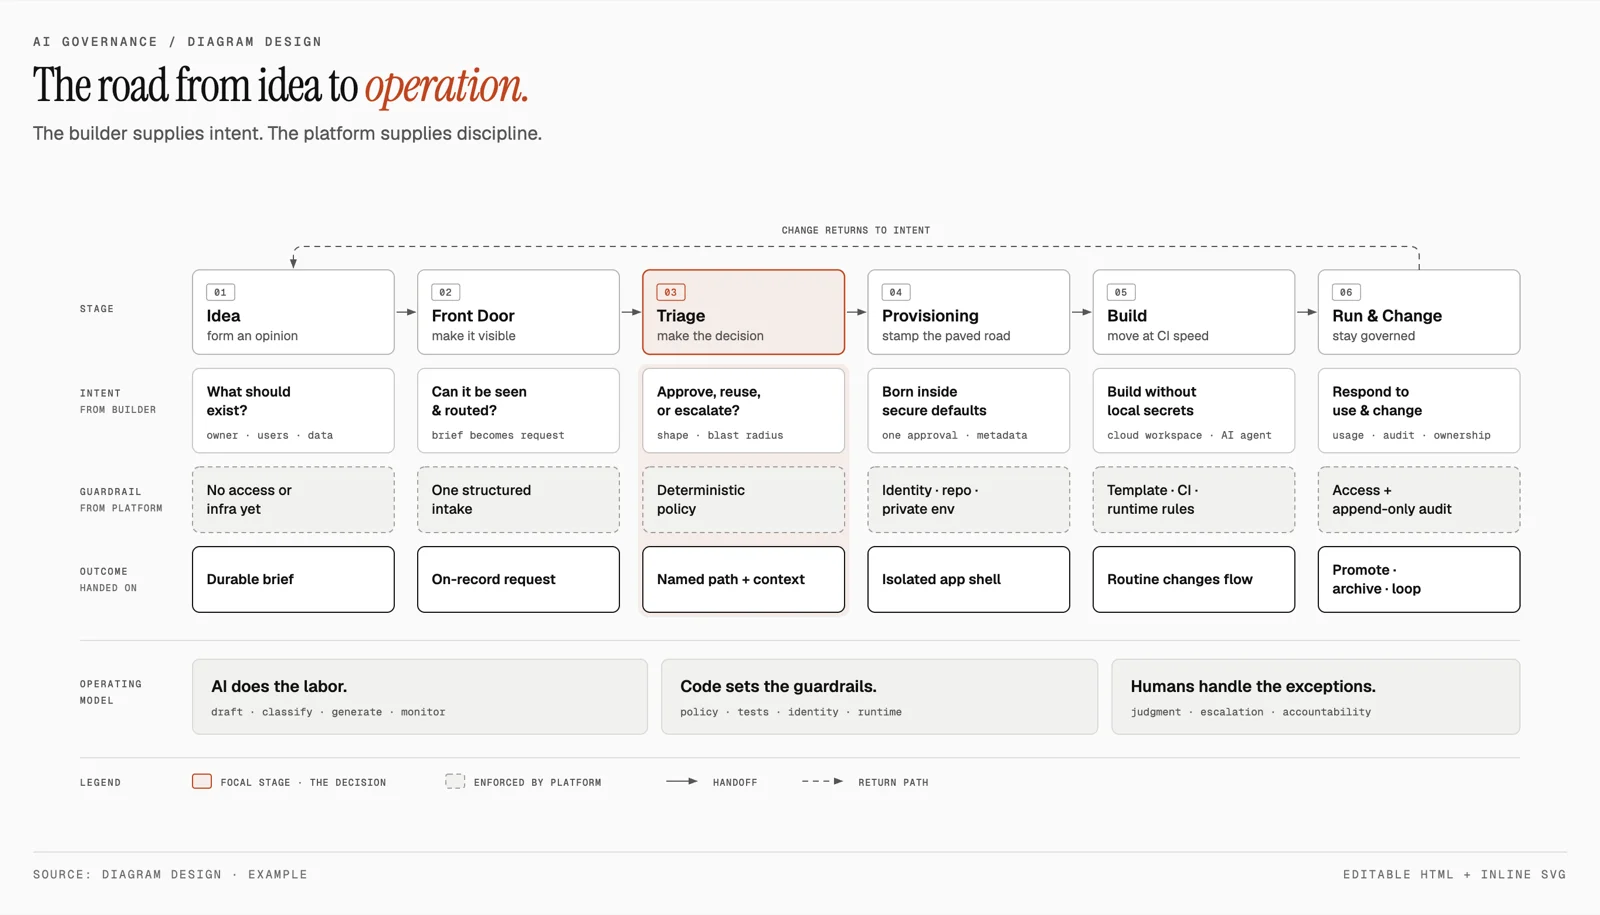 AI GOVERNANCE / DIAGRAM DESIGN
The road from idea to operation.
The builder supplies intent. The platform supplies discipline.
CHANGE RETURNS TO INTENT
STAGE
01
Idea
form an opinion
02
Front Door
make it visible
03
Triage
make the decision
04
Provisioning
stamp the paved road
05
Build
move at CI speed
06
Run & Change
stay governed
INTENT
FROM BUILDER
What should
exist?
owner · users · data
Can it be seen
& routed?
brief becomes request
Approve, reuse,
or escalate?
shape · blast radius
Born inside
secure defaults
one approval · metadata
Build without
local secrets
cloud workspace · AI agent
Respond to
use & change
usage · audit · ownership
GUARDRAIL
FROM PLATFORM
No access or
infra yet
One structured
intake
Deterministic
policy
Identity · repo ·
private env
Template · CI ·
runtime rules
Access +
append-only audit
OUTCOME
HANDED ON
Durable brief
On-record request
Named path + context
Isolated app shell
Routine changes flow
Promote ·
archive · loop
OPERATING
MODEL
AI does the labor.
draft · classify · generate · monitor
Code sets the guardrails.
policy · tests · identity · runtime
Humans handle the exceptions.
judgment · escalation · accountability
LEGEND
FOCAL STAGE · THE DECISION
ENFORCED BY PLATFORM
HANDOFF
RETURN PATH
SOURCE: DIAGRAM DESIGN · EXAMPLE
EDITABLE HTML + INLINE SVG